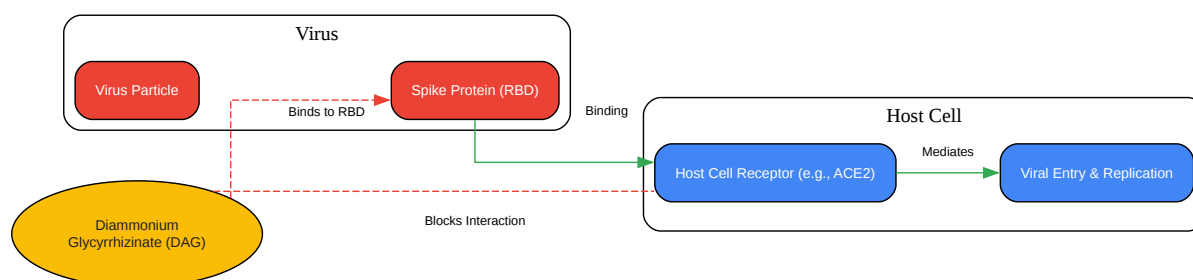 Virus
Virus Particle
Spike Protein (RBD)
Binds to RBD
Binding
Host Cell
Host Cell Receptor (e.g., ACE2)
Mediates
Viral Entry & Replication
Blocks Interaction
Diammonium
Glycyrrhizinate (DAG)